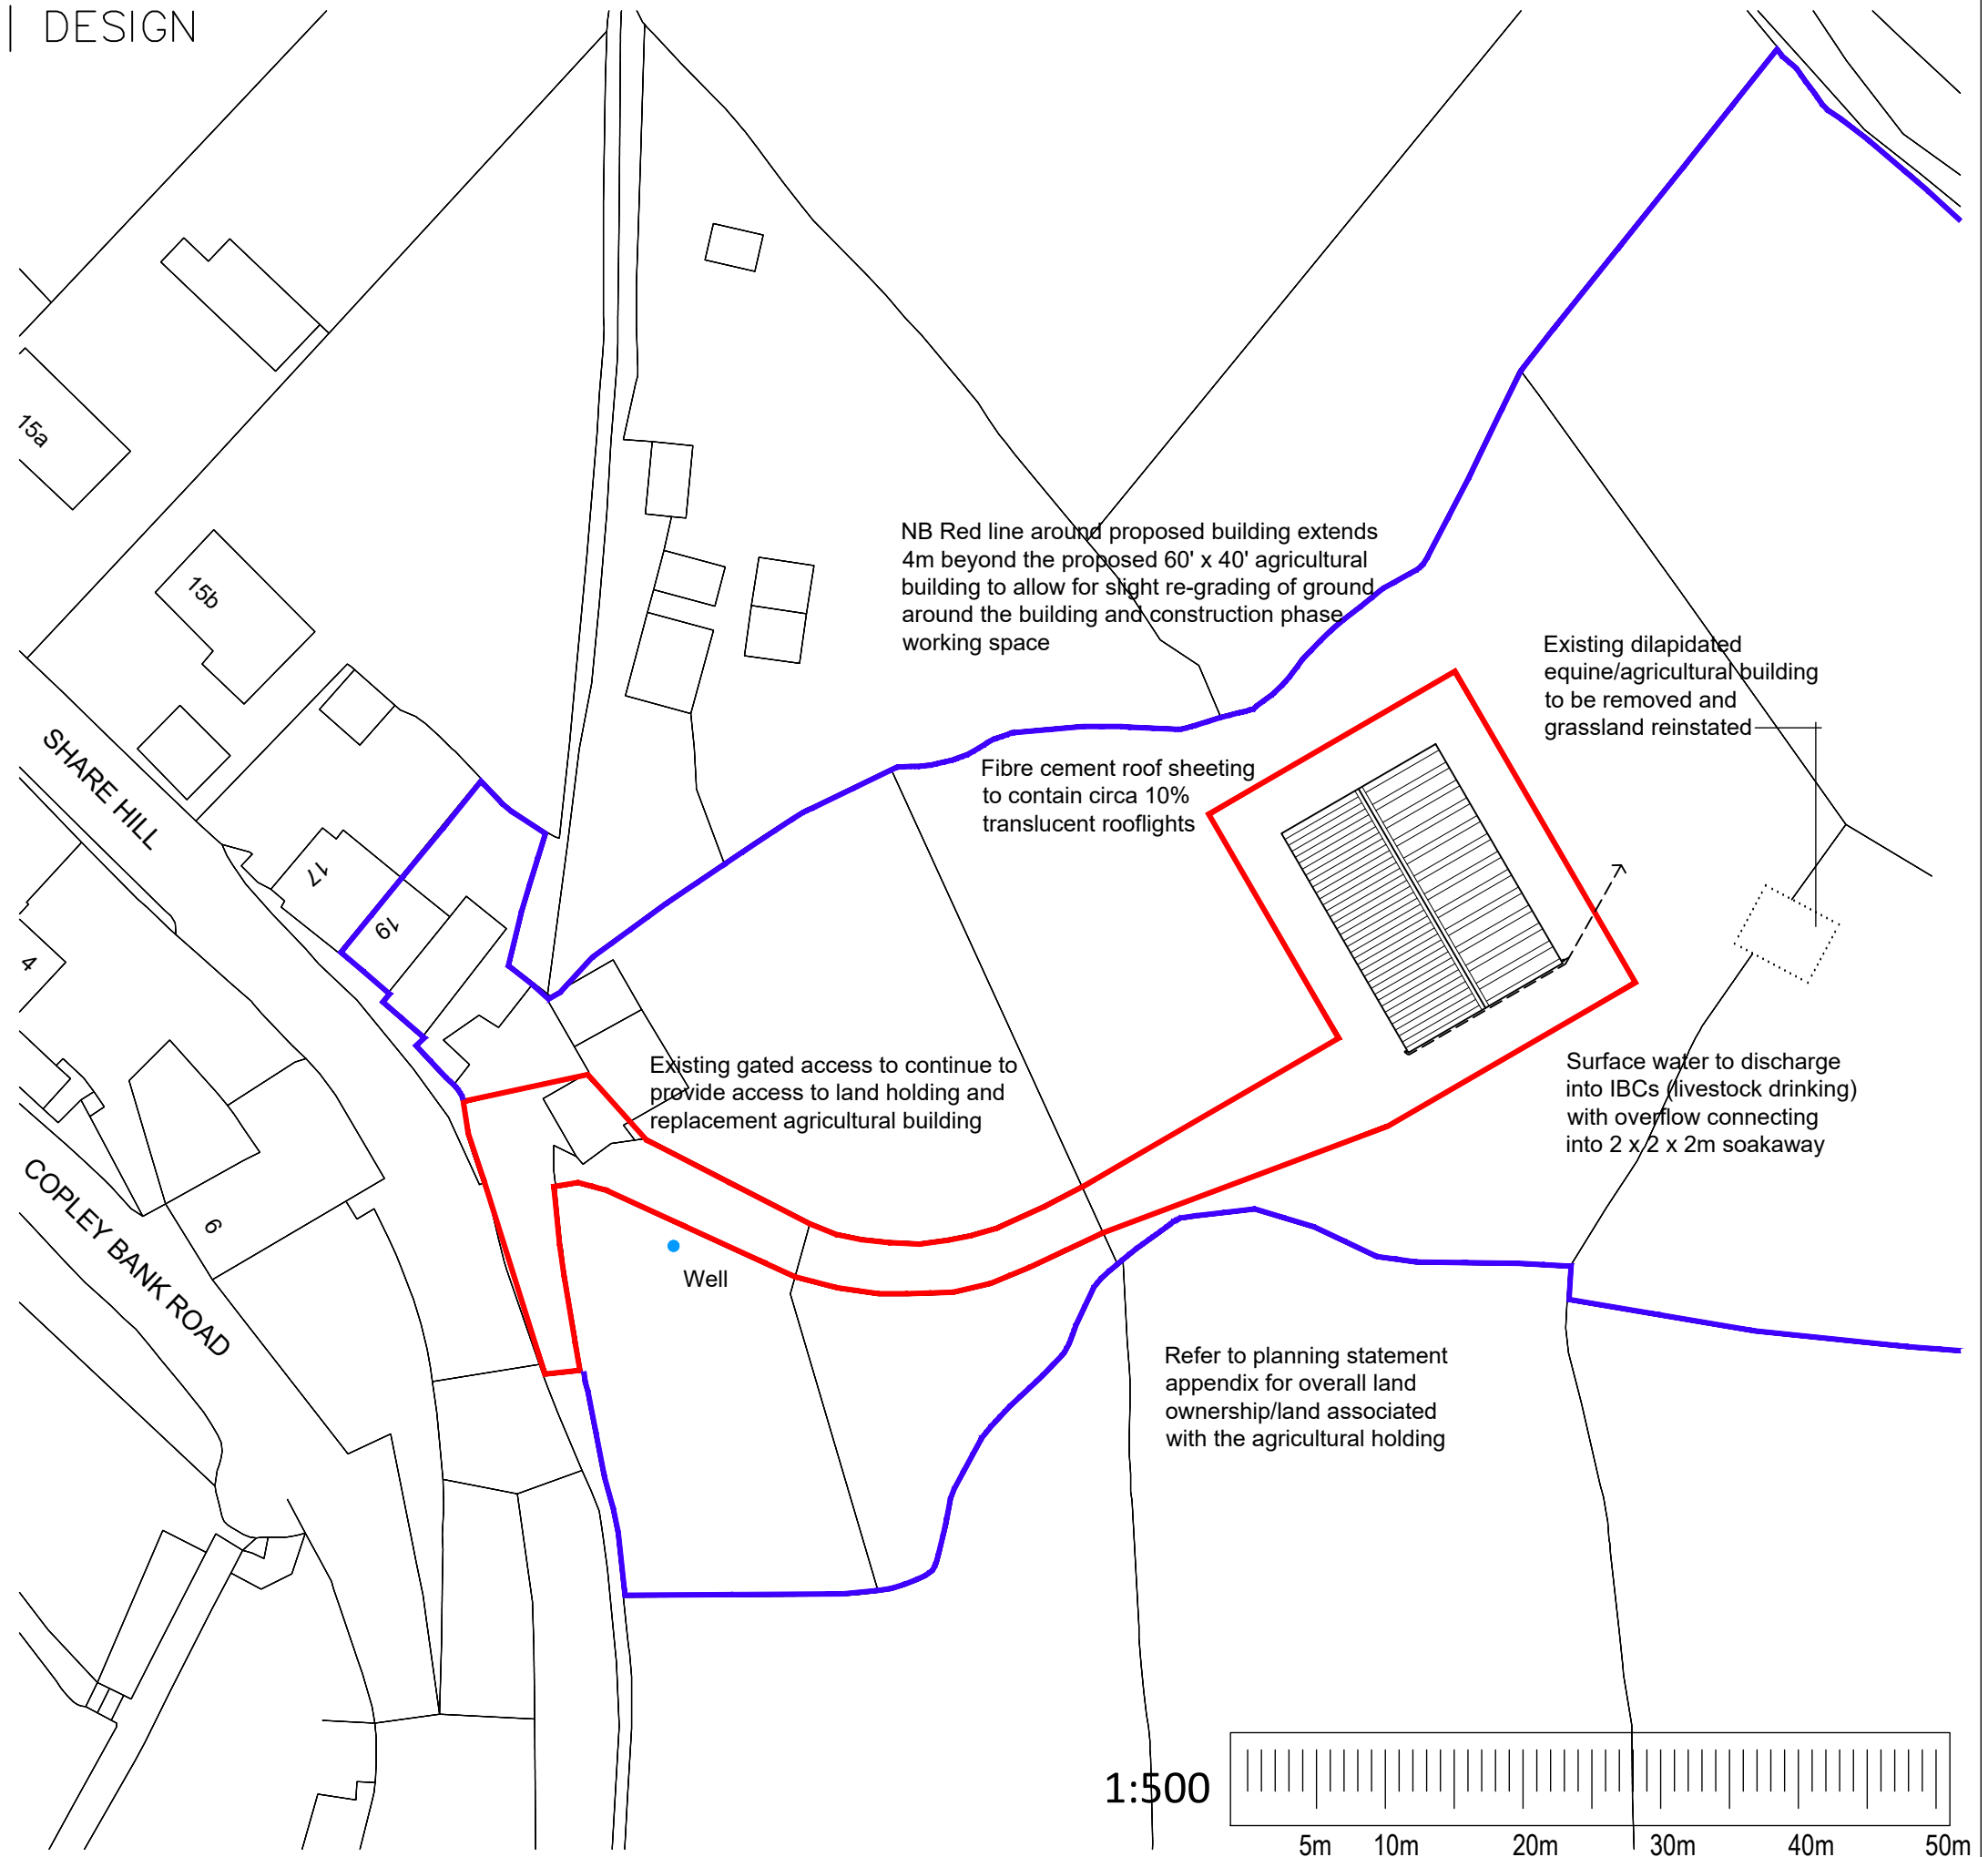 DESIGN
15a
15b
NB Red line around proposed building extends
4m beyond the proposed 60' x 40' agricultural
building to allow for slight re-grading of ground
around the building and construction phase
working space
Existing dilapidated
equine/agricultural building
to be removed and
grassland reinstated
SHARE HILL
Fibre cement roof sheeting
to contain circa 10%
translucent rooflights
17
19
4
Existing gated access to continue to
provide access to land holding and
replacement agricultural building
Surface water to discharge
into IBCs (livestock drinking)
with overflow connecting
into 2 x 2 x 2m soakaway
COPLEY BANK ROAD
6
Well
Refer to planning statement
appendix for overall land
ownership/land associated
with the agricultural holding
1:500
5m 10m 20m 30m 40m 50m